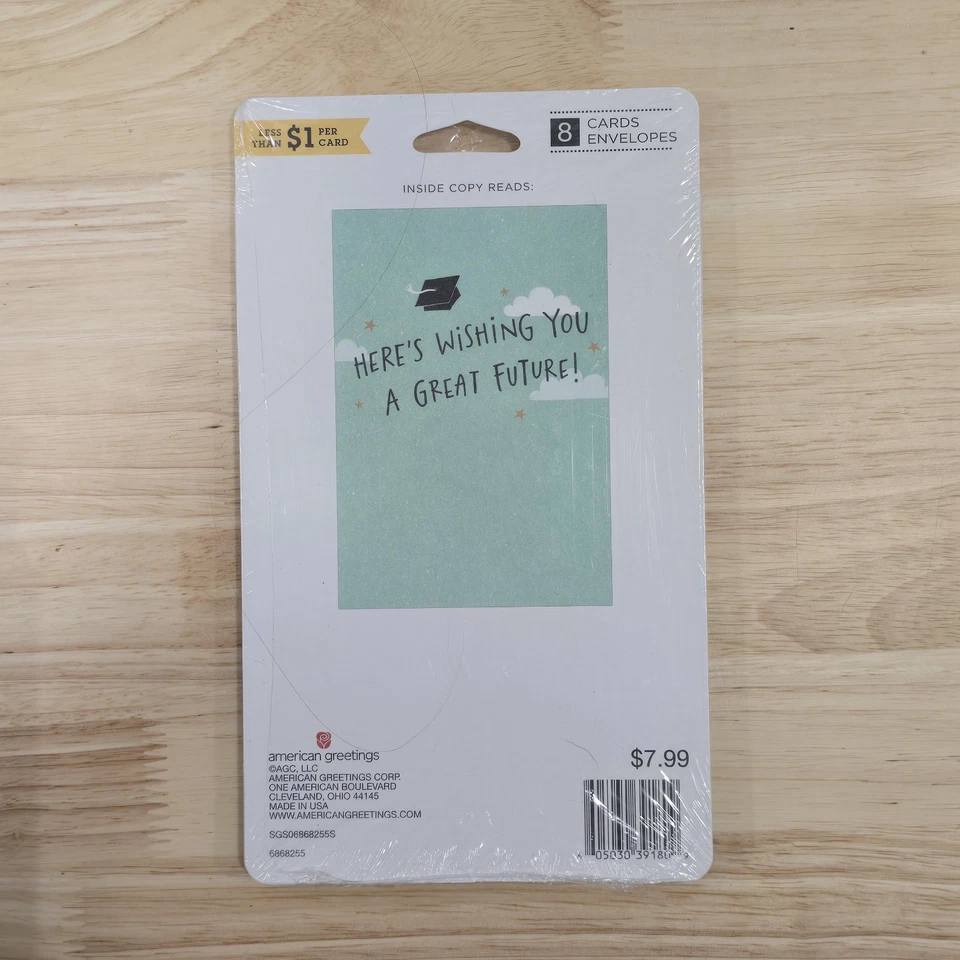 LESS
THAN $1 PER
CARD
8 CARDS
ENVELOPES
INSIDE COPY READS:
HERE'S WISHING YOU
A GREAT FUTURE!
american greetings
©AGC, LLC
AMERICAN GREETINGS CORP.
ONE AMERICAN BOULEVARD
CLEVELAND, OHIO 44145
MADE IN USA
WWW.AMERICANGREETINGS.COM
SGS06868255S
6868255
$7.99
05030